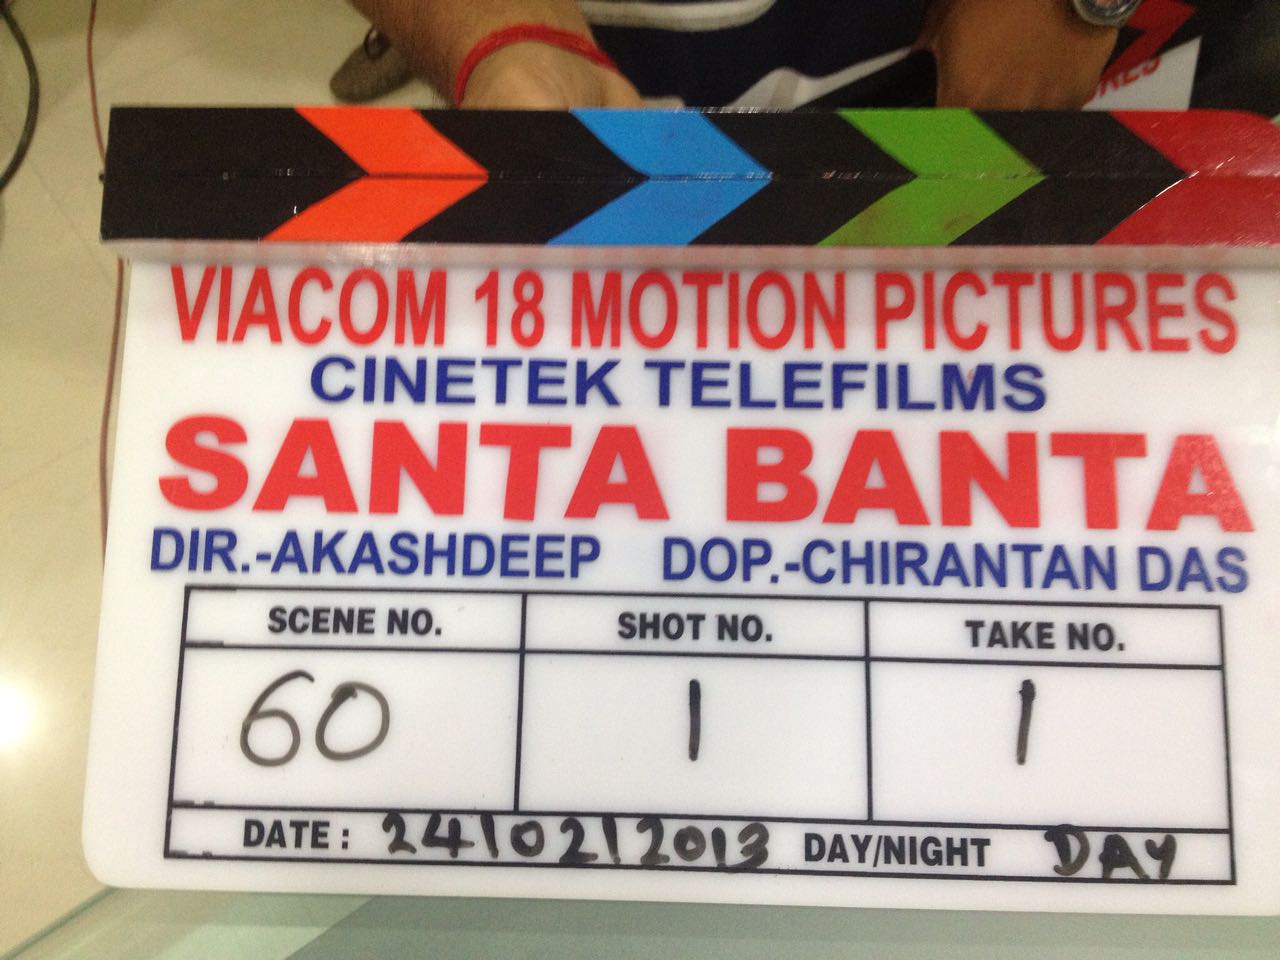 VIACOM 18 MOTION PICTURES
CINETEK TELEFILMS
SANTA BANTA
DIR.-AKASHDEEP DOP.-CHIRANTAN DAS
SCENE NO. SHOT NO. TAKE NO.
60 1 1
DATE : 24/02/2013 DAY/NIGHT DAY